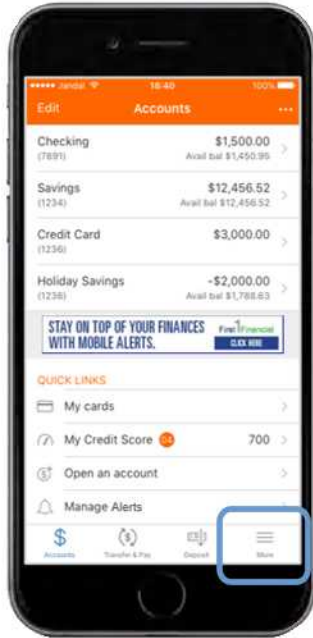 Jandal 16:40 100%
Edit Accounts
Checking $1,500.00
(7891) Avail bal $1,450.95
Savings $12,456.52
(1234) Avail bal $12,456.52
Credit Card $3,000.00
(1236)
Holiday Savings -$2,000.00
(1238) Avail bal $1,788.63
STAY ON TOP OF YOUR FINANCES First Financial
WITH MOBILE ALERTS. CLICK HERE
QUICK LINKS
My cards
My Credit Score 700
Open an account
Manage Alerts
Accounts Transfer & Pay Deposit More